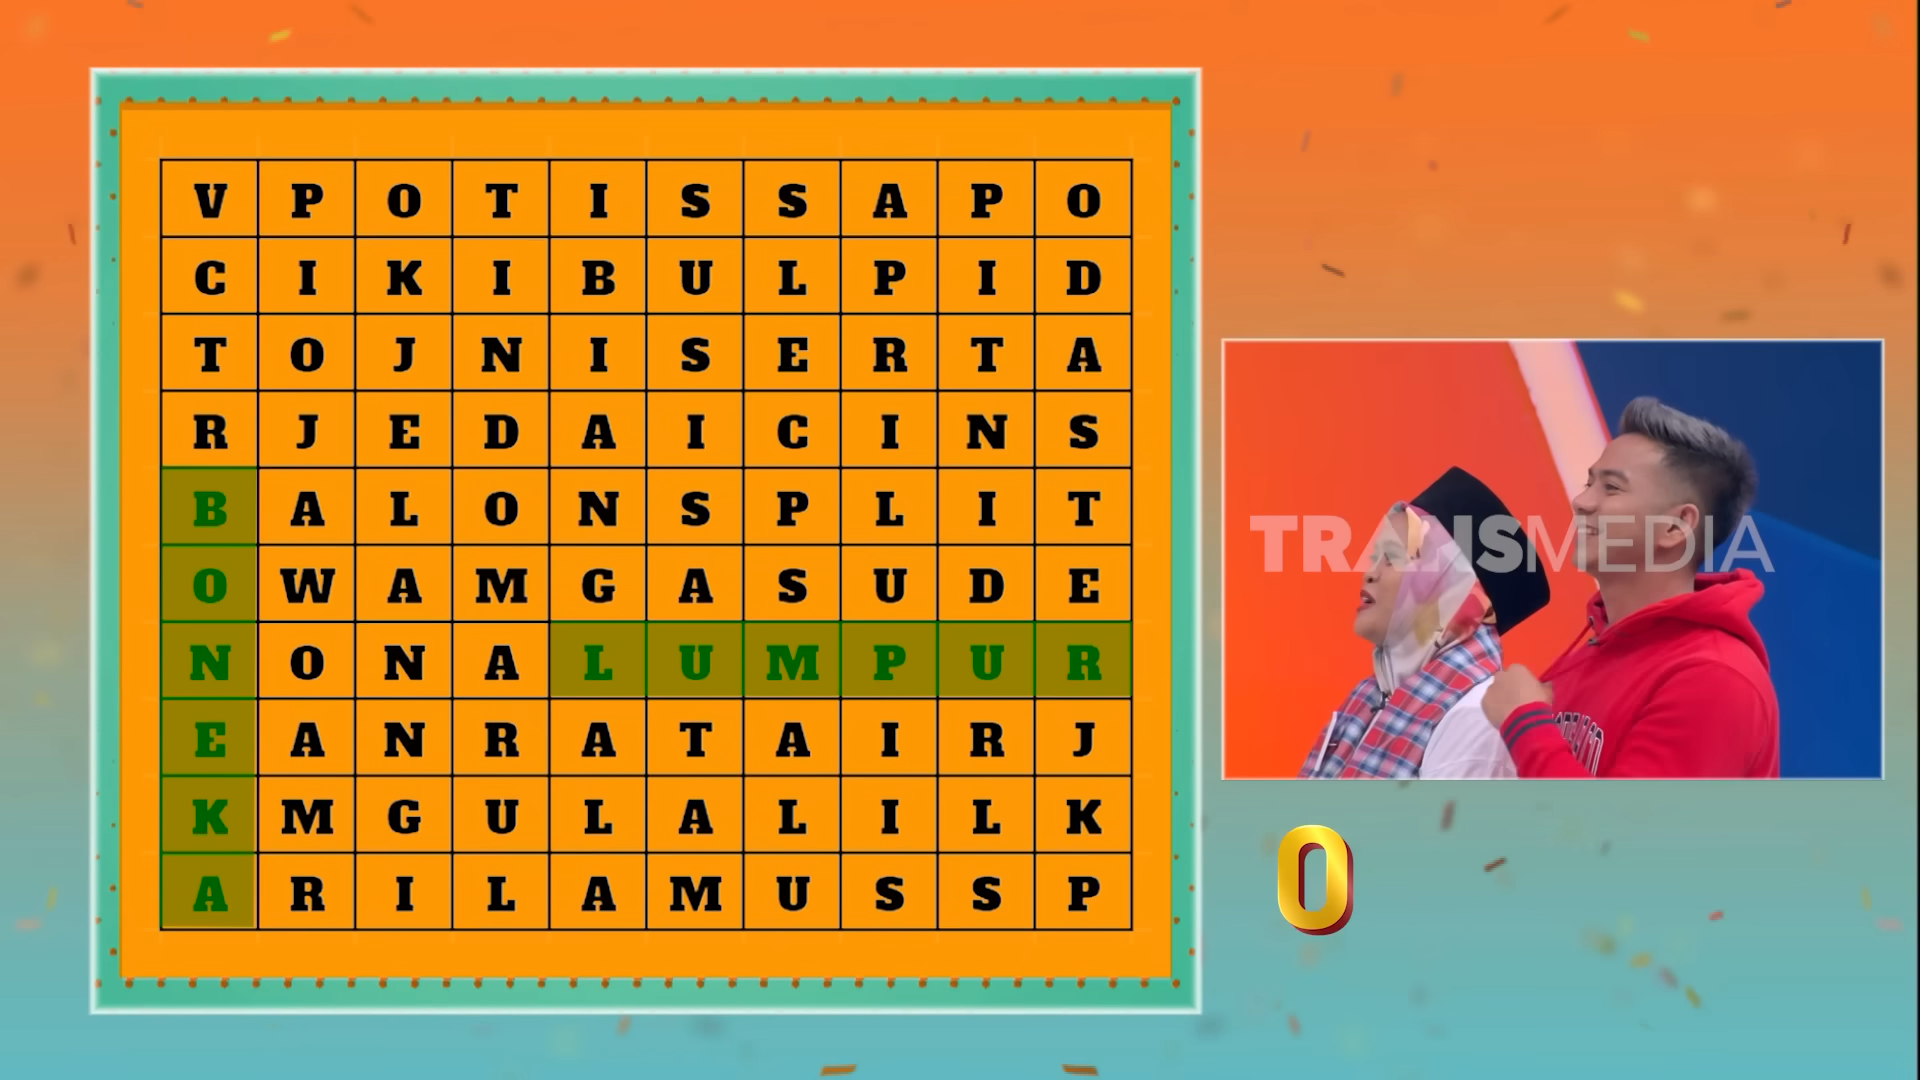 V P O T I S S A P O
C I K I B U L P I D
T O J N I S E R T A
R J E D A I C I N S
B A L O N S P L I T
O W A M G A S U D E
N O N A L U M P U R
E A N R A T A I R J
K M G U L A L I L K
A R I L A M U S S P
TRANSMEDIA
0